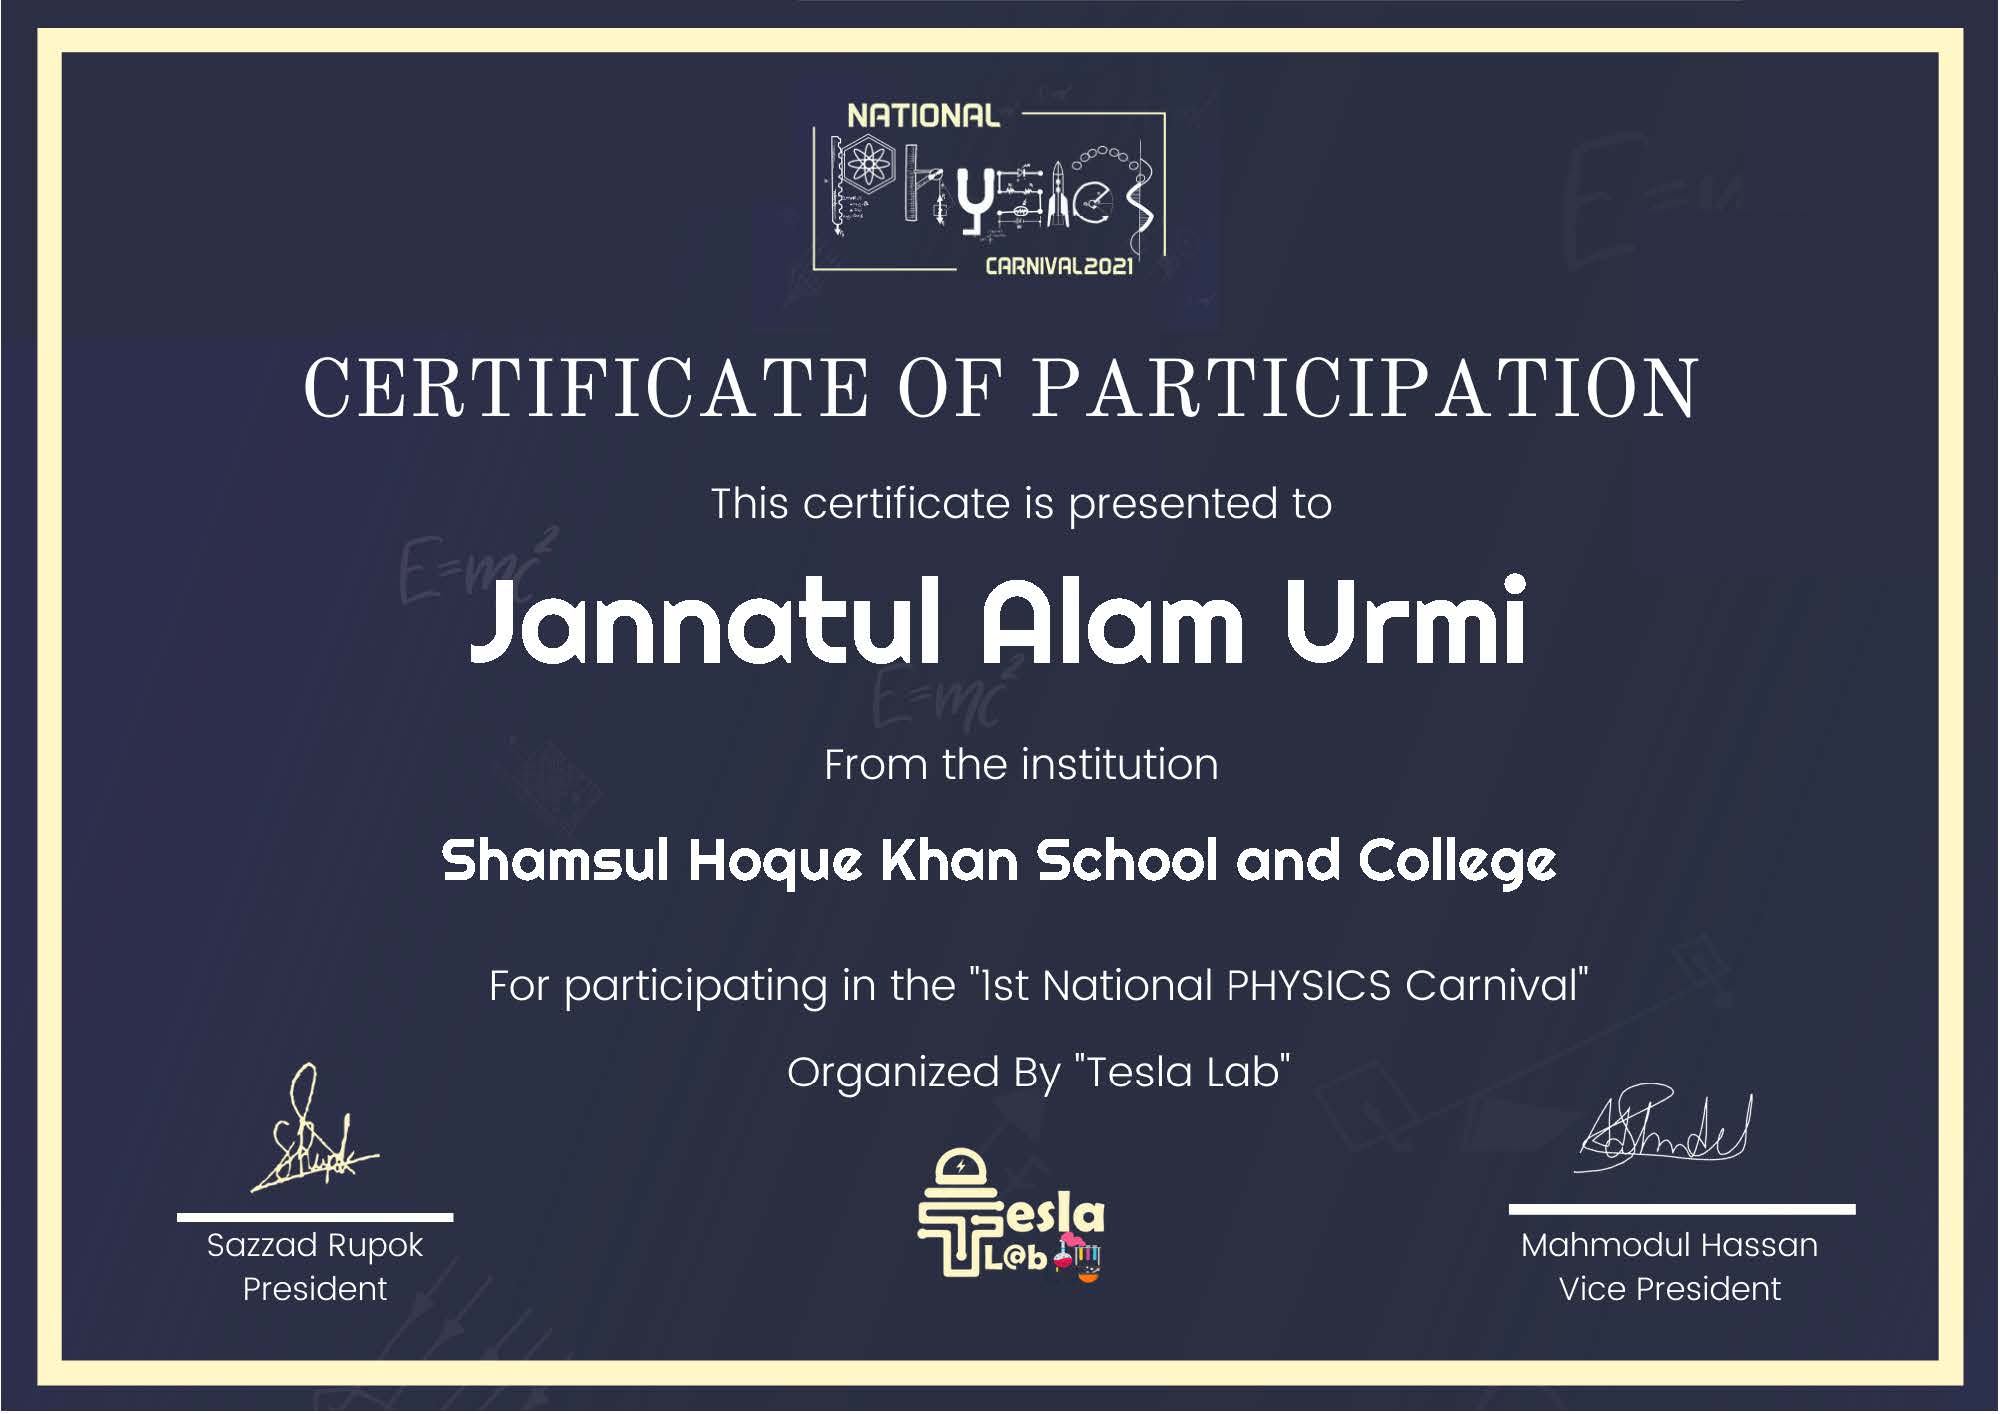 NATIONAL
Physics
CARNIVAL2021
CERTIFICATE OF PARTICIPATION
This certificate is presented to
E=mc²
Jannatul Alam Urmi
E=mc²
From the institution
Shamsul Hoque Khan School and College
For participating in the "1st National PHYSICS Carnival"
Organized By "Tesla Lab"
Tesla
L@b
Sazzad Rupok
President
Mahmodul Hassan
Vice President